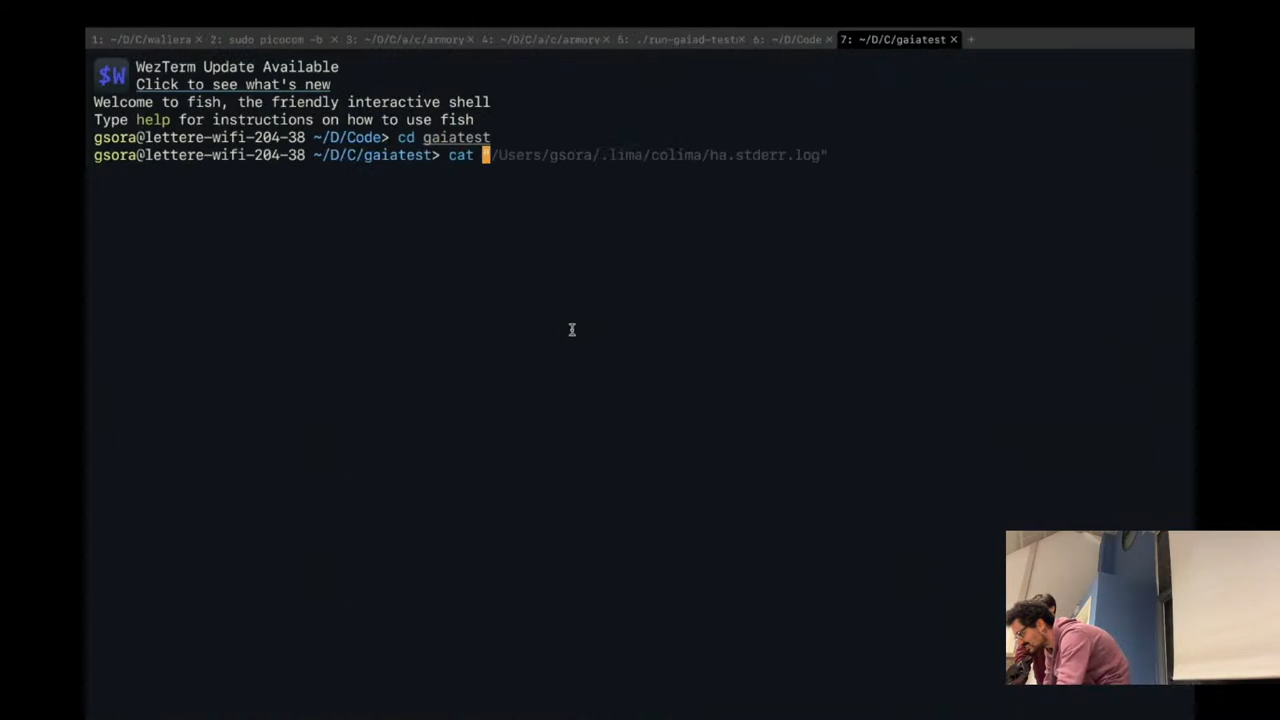 1: ~/D/C/wallera × 2: sudo picocom -b × 3: ~/D/C/a/c/armory× 4: ~/D/C/a/c/armory× 5: ./run-gaiad-test× 6: ~/D/Code × 7: ~/D/C/gaiatest × +
$W WezTerm Update Available
Click to see what's new
Welcome to fish, the friendly interactive shell
Type help for instructions on how to use fish
gsora@lettere-wifi-204-38 ~/D/Code> cd gaiatest
gsora@lettere-wifi-204-38 ~/D/C/gaiatest> cat "/Users/gsora/.lima/colima/ha.stderr.log"